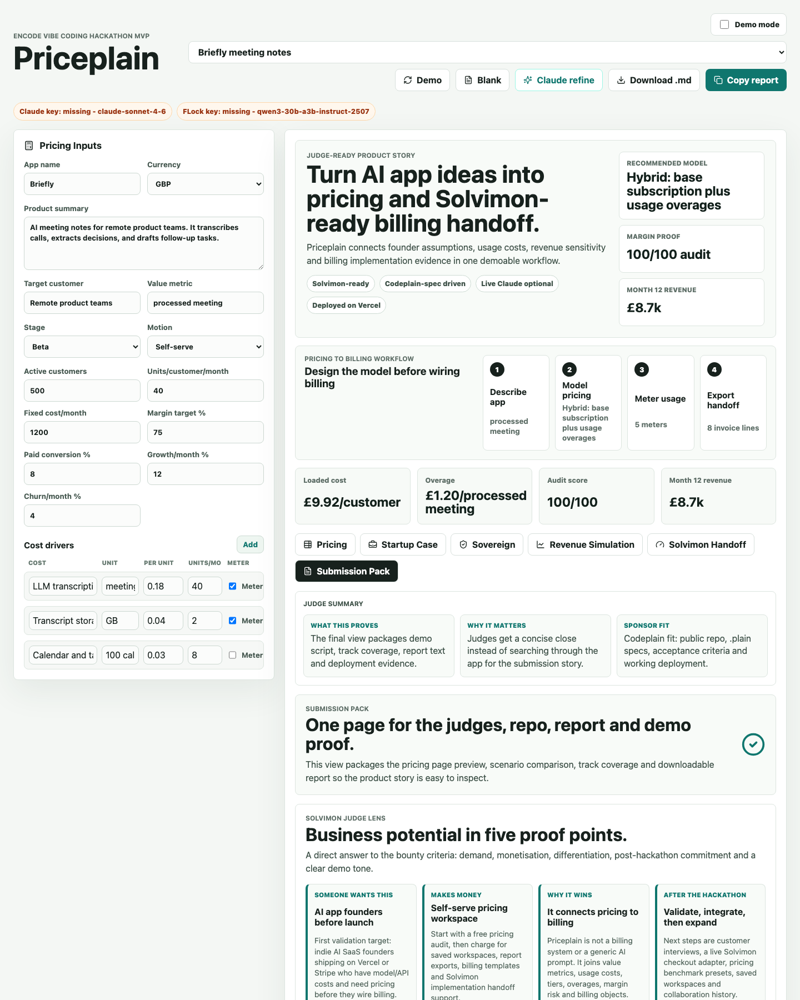 ENCODE VIBE CODING HACKATHON MVP
Priceplain
Demo mode
Briefly meeting notes
Demo
Blank
Claude refine
Download .md
Copy report
Claude key: missing - claude-sonnet-4-6
FLock key: missing - qwen3-30b-a3b-instruct-2507
Pricing Inputs
App name
Currency
Briefly
GBP
Product summary
AI meeting notes for remote product teams. It transcribes
calls, extracts decisions, and drafts follow-up tasks.
Target customer
Value metric
Remote product teams
processed meeting
Stage
Motion
Beta
Self-serve
Active customers
Units/customer/month
500
40
Fixed cost/month
Margin target %
1200
75
Paid conversion %
Growth/month %
8
12
Churn/month %
4
Cost drivers
Add
COST UNIT PER UNIT UNITS/MO METER
LLM transcripti meeting 0.18 40 Meter
Transcript stora GB 0.04 2 Meter
Calendar and ta 100 cal 0.03 8 Meter
JUDGE-READY PRODUCT STORY
Turn AI app ideas into
pricing and Solvimon-
ready billing handoff.
Priceplain connects founder assumptions, usage costs, revenue sensitivity
and billing implementation evidence in one demoable workflow.
Solvimon-ready
Codeplain-spec driven
Live Claude optional
Deployed on Vercel
RECOMMENDED MODEL
Hybrid: base
subscription plus
usage overages
MARGIN PROOF
100/100 audit
MONTH 12 REVENUE
£8.7k
PRICING TO BILLING WORKFLOW
Design the model before wiring
billing
1
Describe
app
processed
meeting
2
Model
pricing
Hybrid: base
subscription
plus usage
overages
3
Meter usage
5 meters
4
Export
handoff
8 invoice lines
Loaded cost
£9.92/customer
Overage
£1.20/processed
meeting
Audit score
100/100
Month 12 revenue
£8.7k
Pricing
Startup Case
Sovereign
Revenue Simulation
Solvimon Handoff
Submission Pack
JUDGE SUMMARY
WHAT THIS PROVES
The final view packages demo
script, track coverage, report text
and deployment evidence.
WHY IT MATTERS
Judges get a concise close
instead of searching through the
app for the submission story.
SPONSOR FIT
Codeplain fit: public repo, .plain
specs, acceptance criteria and
working deployment.
SUBMISSION PACK
One page for the judges, repo, report and demo
proof.
This view packages the pricing page preview, scenario comparison, track coverage and downloadable
report so the product story is easy to inspect.
SOLVIMON JUDGE LENS
Business potential in five proof points.
A direct answer to the bounty criteria: demand, monetisation, differentiation, post-hackathon commitment and a
clear demo tone.
SOMEONE WANTS THIS
AI app founders
before launch
First validation target:
indie AI SaaS founders
shipping on Vercel or
Stripe who have model/API
costs and need pricing
before they wire billing.
MAKES MONEY
Self-serve pricing
workspace
Start with a free pricing
audit, then charge for
saved workspaces, report
exports, billing templates
and Solvimon
implementation handoff
support.
WHY IT WINS
It connects pricing to
billing
Priceplain is not a billing
system or a generic AI
prompt. It joins value
metrics, usage costs,
tiers, overages, margin
risk and billing objects.
AFTER THE HACKATHON
Validate, integrate,
then expand
Next steps are customer
interviews, a live Solvimon
checkout adapter, pricing
benchmark presets, saved
workspaces and
collaboration history.